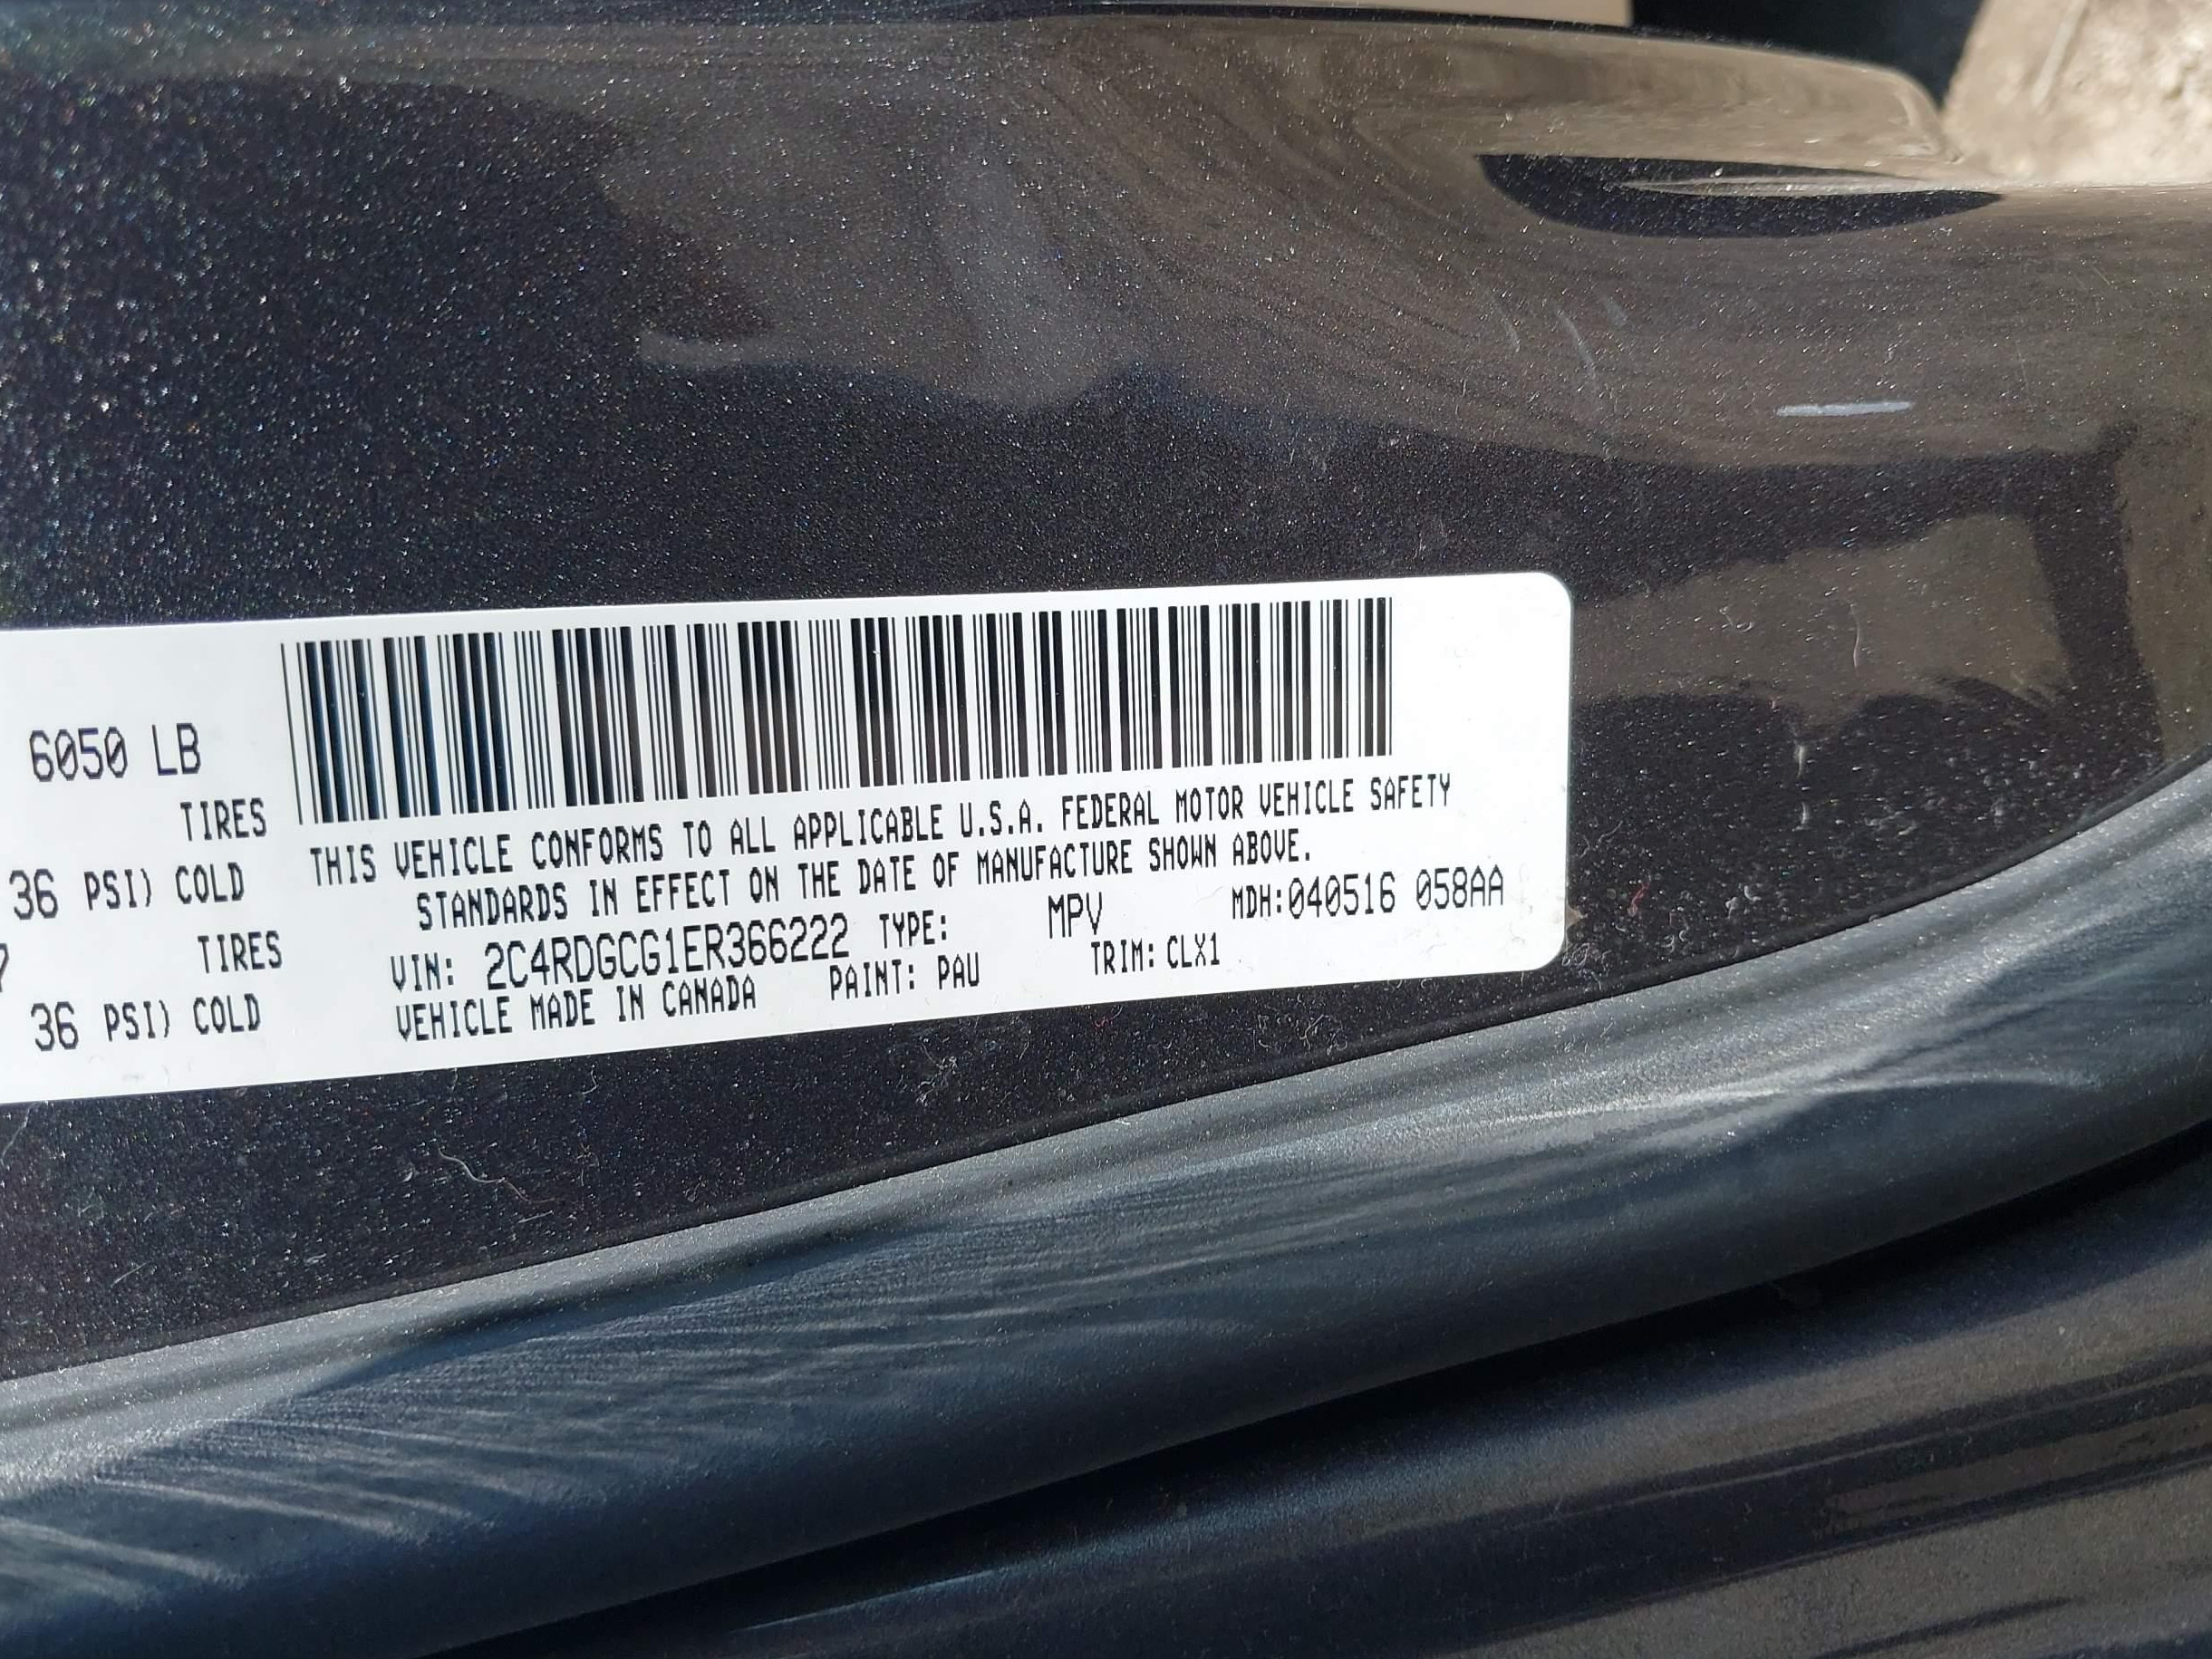 6050 LB
TIRES
36 PSI) COLD
7
TIRES
36 PSI) COLD
THIS VEHICLE CONFORMS TO ALL APPLICABLE U.S.A. FEDERAL MOTOR VEHICLE SAFETY
STANDARDS IN EFFECT ON THE DATE OF MANUFACTURE SHOWN ABOVE.
VIN: 2C4RDGCG1ER366222 TYPE: MPV MDH:040516 058AA
VEHICLE MADE IN CANADA PAINT: PAU TRIM: CLX1